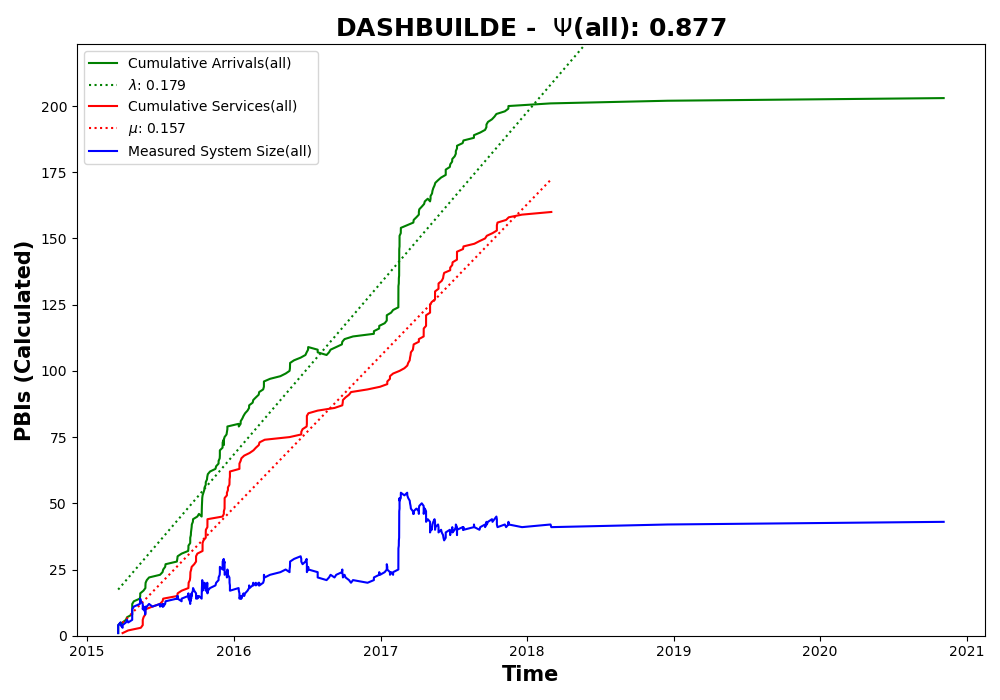 DASHBUILDE - Ψ(all): 0.877
Cumulative Arrivals(all)
λ: 0.179
Cumulative Services(all)
μ: 0.157
Measured System Size(all)
PBIs (Calculated)
200
175
150
125
100
75
50
25
0
2015 2016 2017 2018 2019 2020 2021
Time